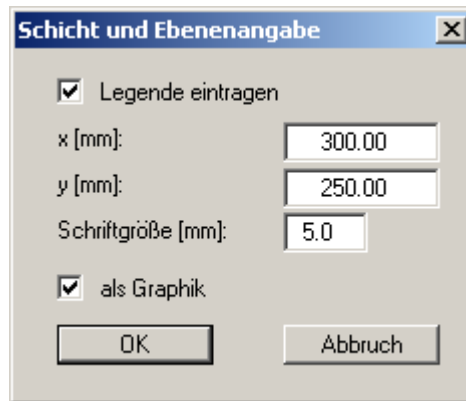 Schicht und Ebenenangabe
Legende eintragen
x [mm]: 300.00
y [mm]: 250.00
Schriftgröße [mm]: 5.0
als Graphik
OK Abbruch